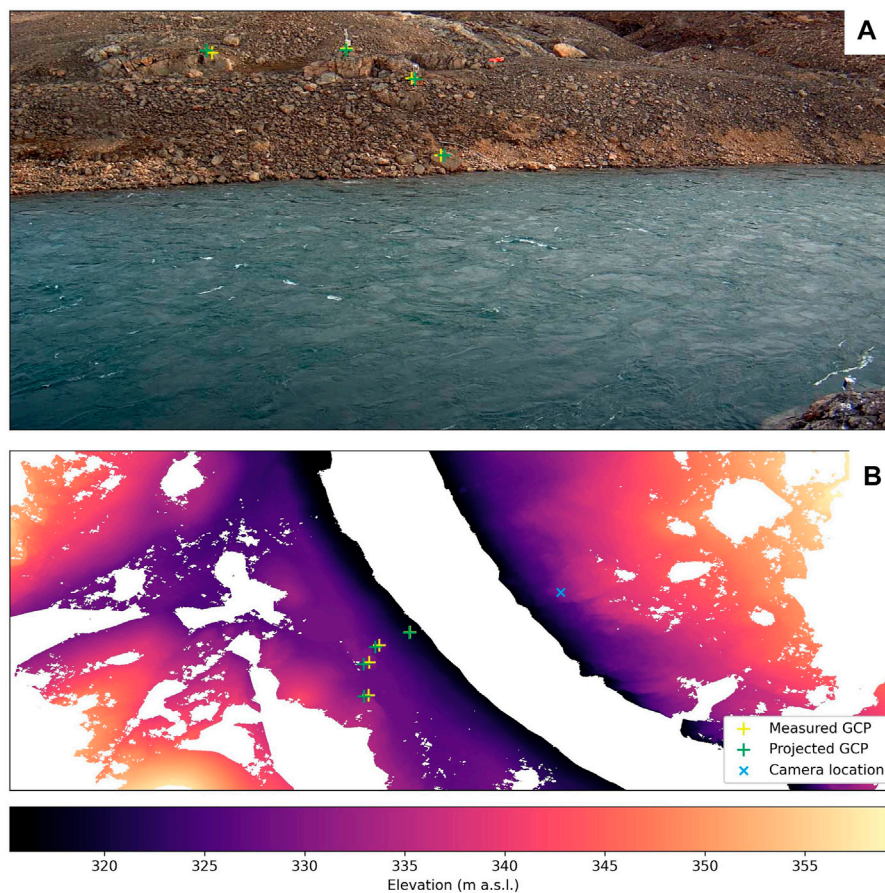 A
B
Measured GCP
Projected GCP
Camera location
320 325 330 335 340 345 350 355
Elevation (m a.s.l.)